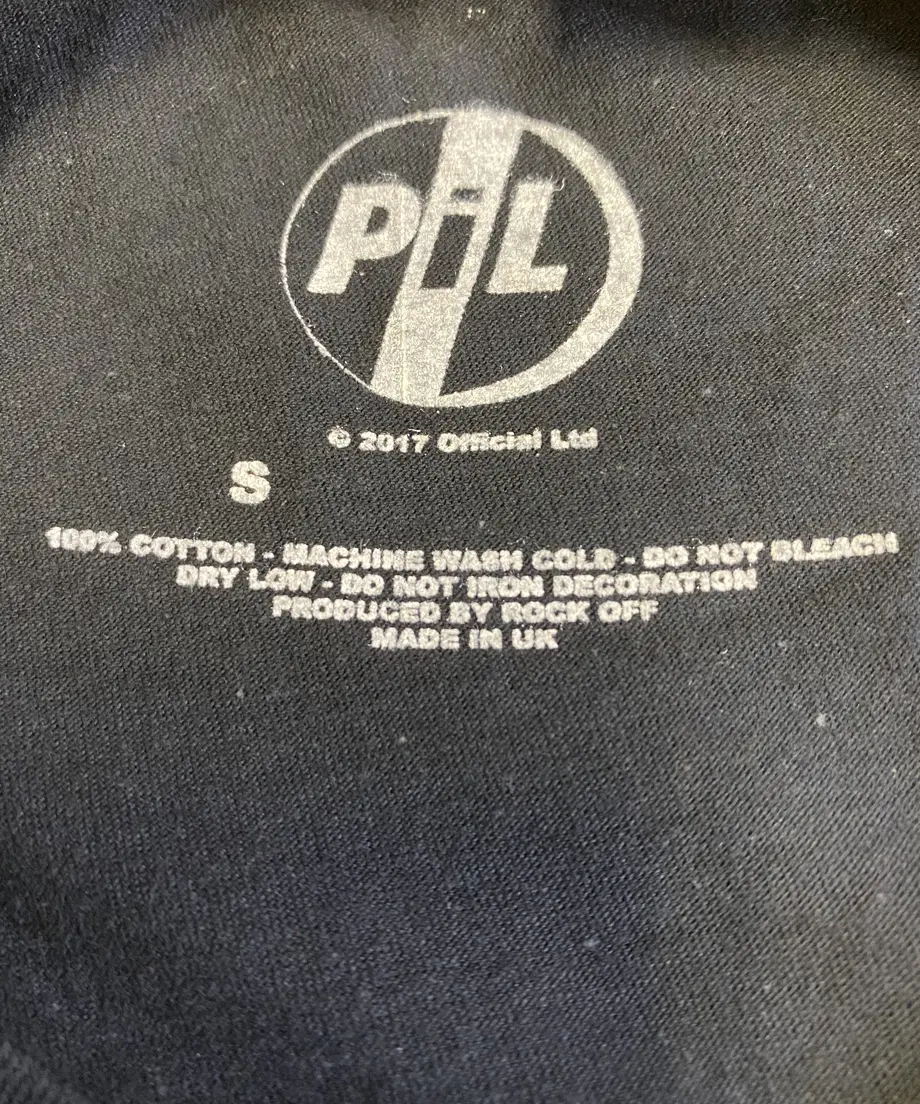 PiL
© 2017 Official Ltd
S
100% COTTON - MACHINE WASH COLD - DO NOT BLEACH
DRY LOW - DO NOT IRON DECORATION
PRODUCED BY ROCK OFF
MADE IN UK